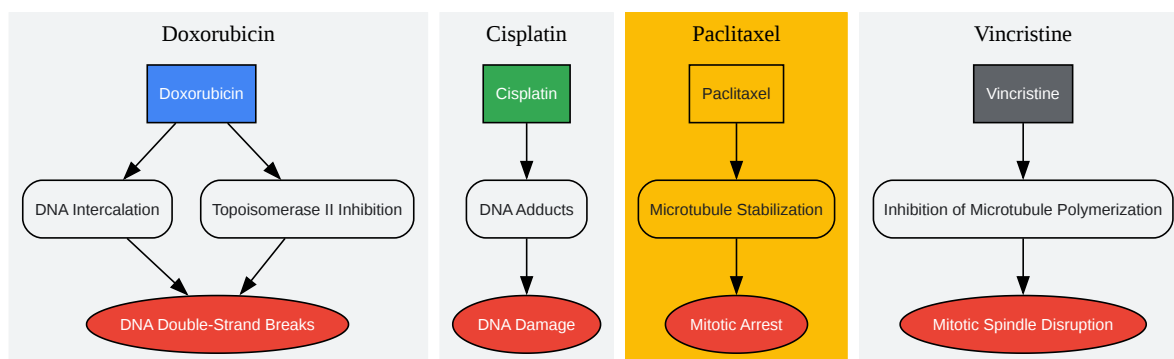 Doxorubicin
Doxorubicin
DNA Intercalation
Topoisomerase II Inhibition
DNA Double-Strand Breaks
Cisplatin
Cisplatin
DNA Adducts
DNA Damage
Paclitaxel
Paclitaxel
Microtubule Stabilization
Mitotic Arrest
Vincristine
Vincristine
Inhibition of Microtubule Polymerization
Mitotic Spindle Disruption